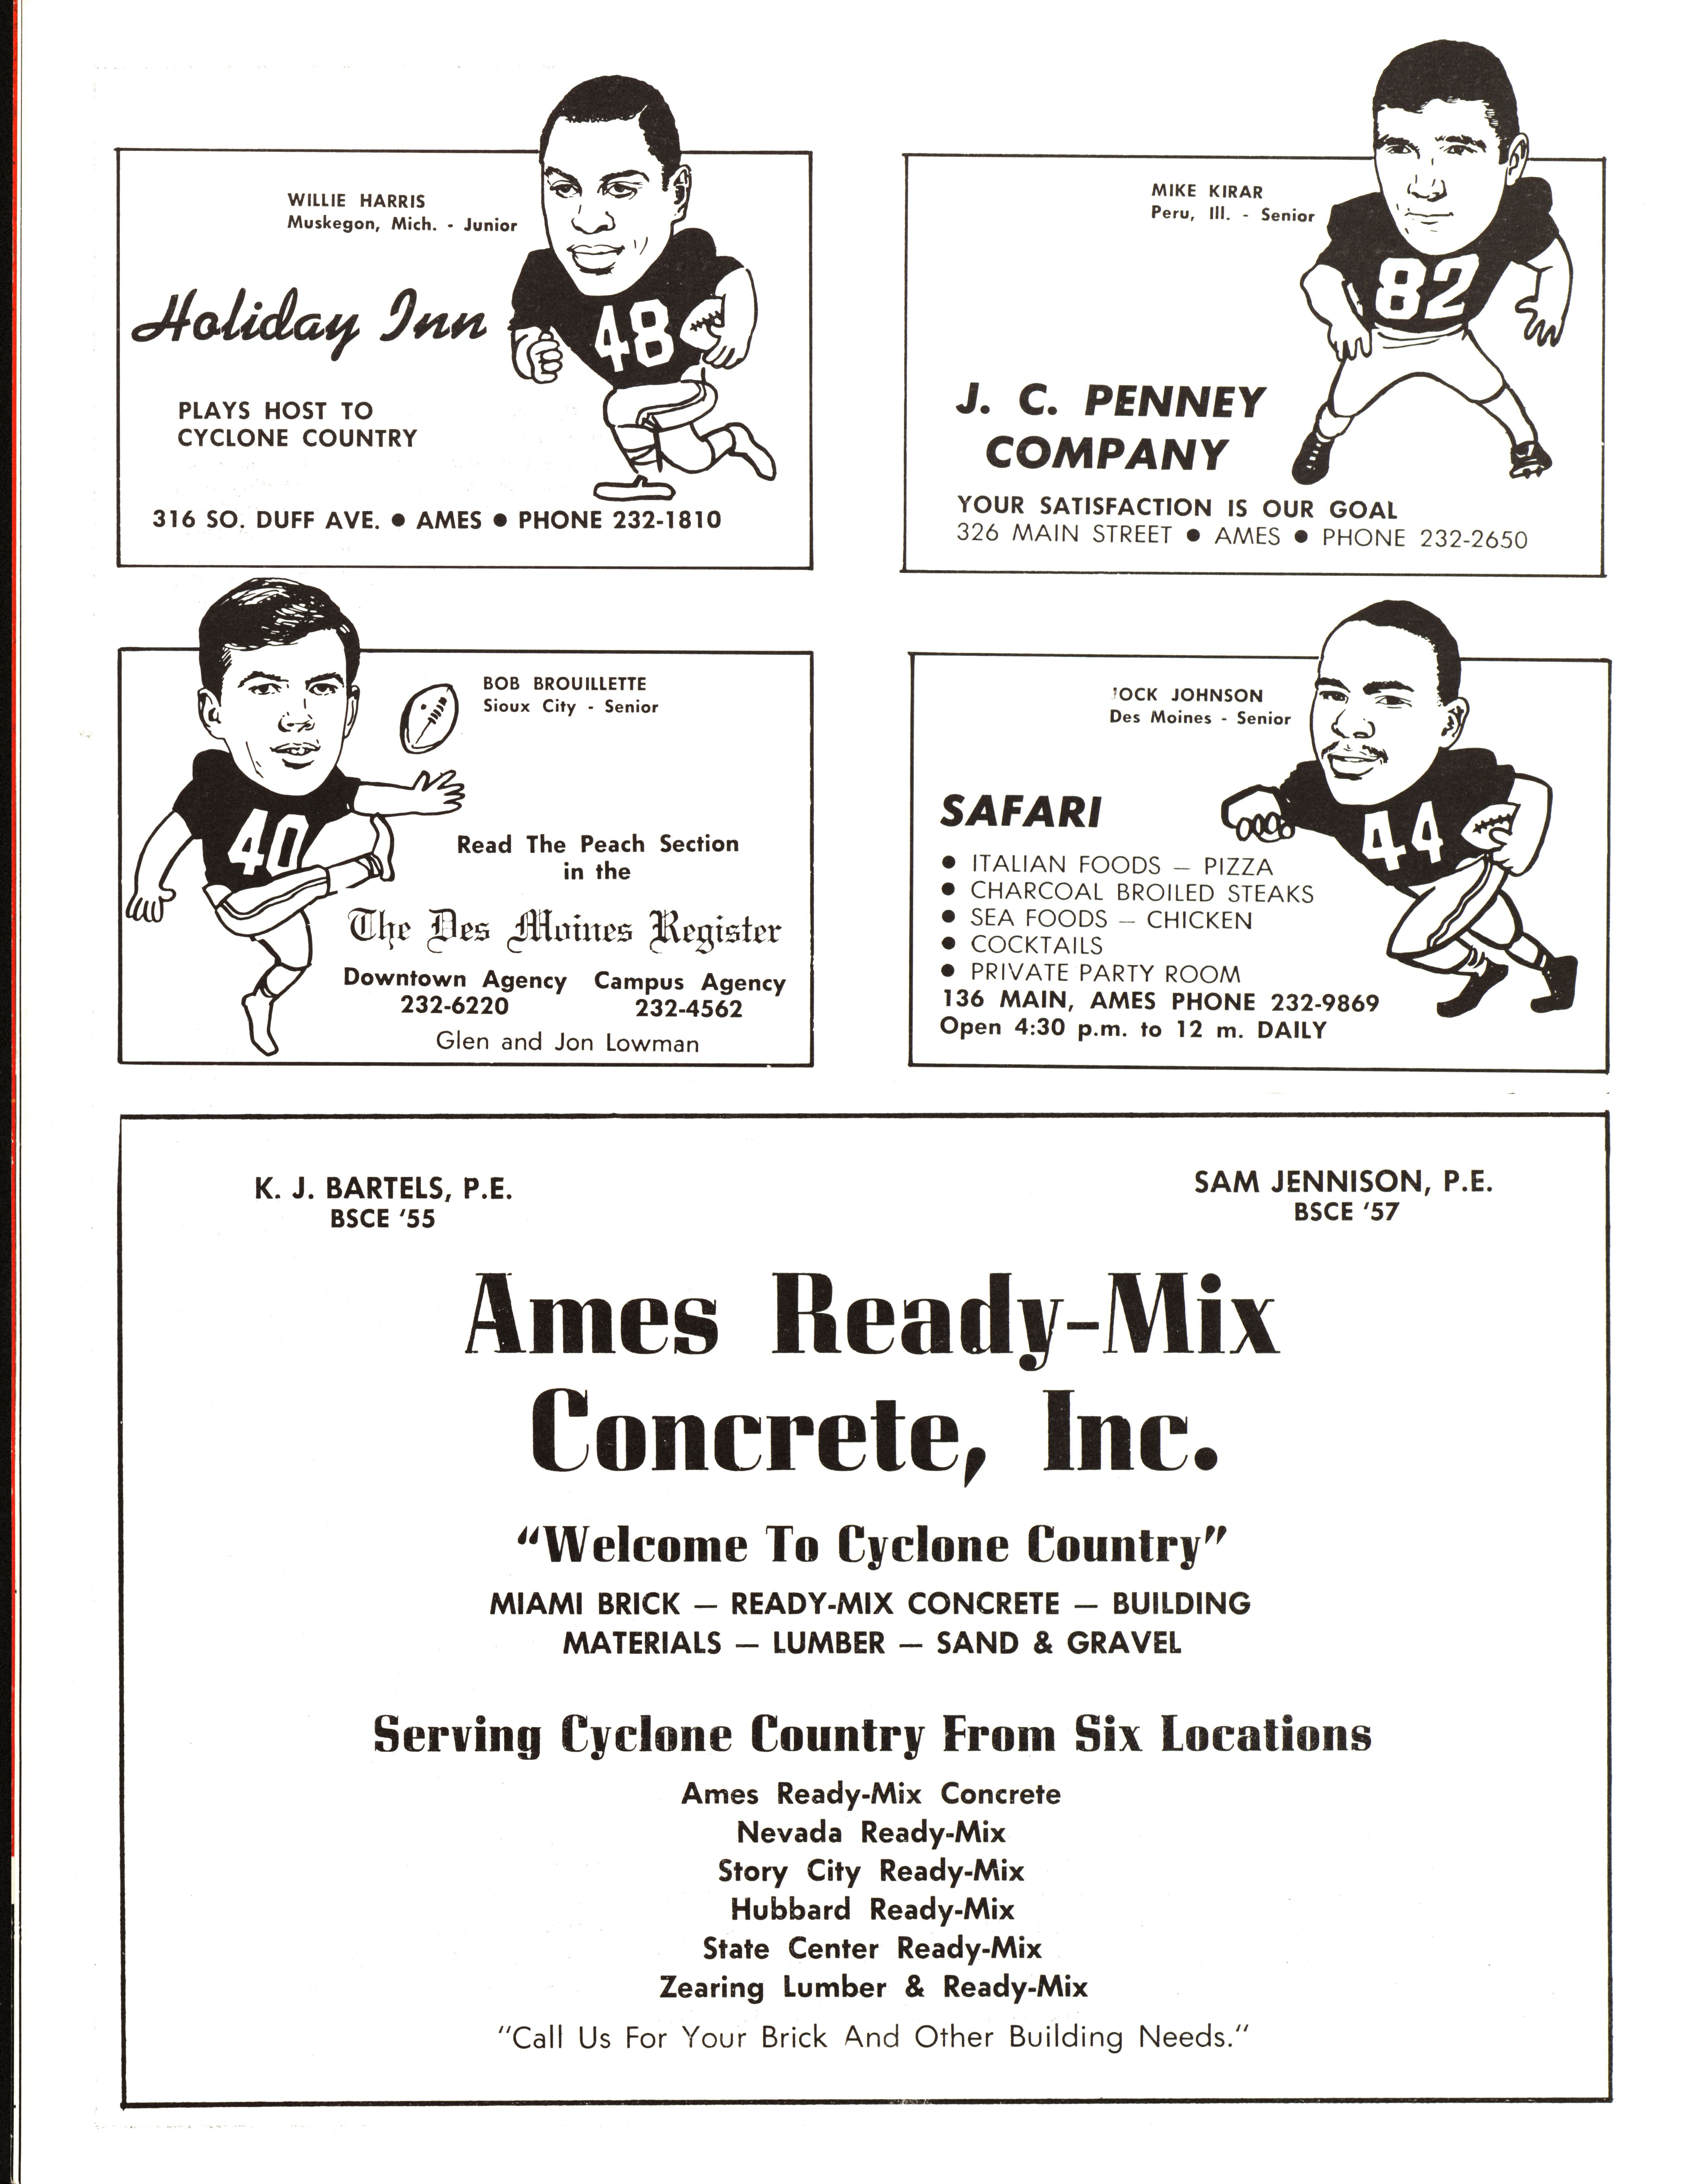 WILLIE HARRIS
Muskegon, Mich. - Junior
Holiday Inn
48
PLAYS HOST TO
CYCLONE COUNTRY
316 SO. DUFF AVE. ● AMES ● PHONE 232-1810
MIKE KIRAR
Peru, Ill. - Senior
82
J. C. PENNEY
COMPANY
YOUR SATISFACTION IS OUR GOAL
326 MAIN STREET ● AMES ● PHONE 232-2650
BOB BROUILLETTE
Sioux City - Senior
40
Read The Peach Section
in the
The Des Moines Register
Downtown Agency Campus Agency
232-6220 232-4562
Glen and Jon Lowman
JOCK JOHNSON
Des Moines - Senior
44
SAFARI
● ITALIAN FOODS — PIZZA
● CHARCOAL BROILED STEAKS
● SEA FOODS — CHICKEN
● COCKTAILS
● PRIVATE PARTY ROOM
136 MAIN, AMES PHONE 232-9869
Open 4:30 p.m. to 12 m. DAILY
K. J. BARTELS, P.E.
BSCE '55
SAM JENNISON, P.E.
BSCE '57
Ames Ready-Mix
Concrete, Inc.
"Welcome To Cyclone Country"
MIAMI BRICK — READY-MIX CONCRETE — BUILDING
MATERIALS — LUMBER — SAND & GRAVEL
Serving Cyclone Country From Six Locations
Ames Ready-Mix Concrete
Nevada Ready-Mix
Story City Ready-Mix
Hubbard Ready-Mix
State Center Ready-Mix
Zearing Lumber & Ready-Mix
"Call Us For Your Brick And Other Building Needs."